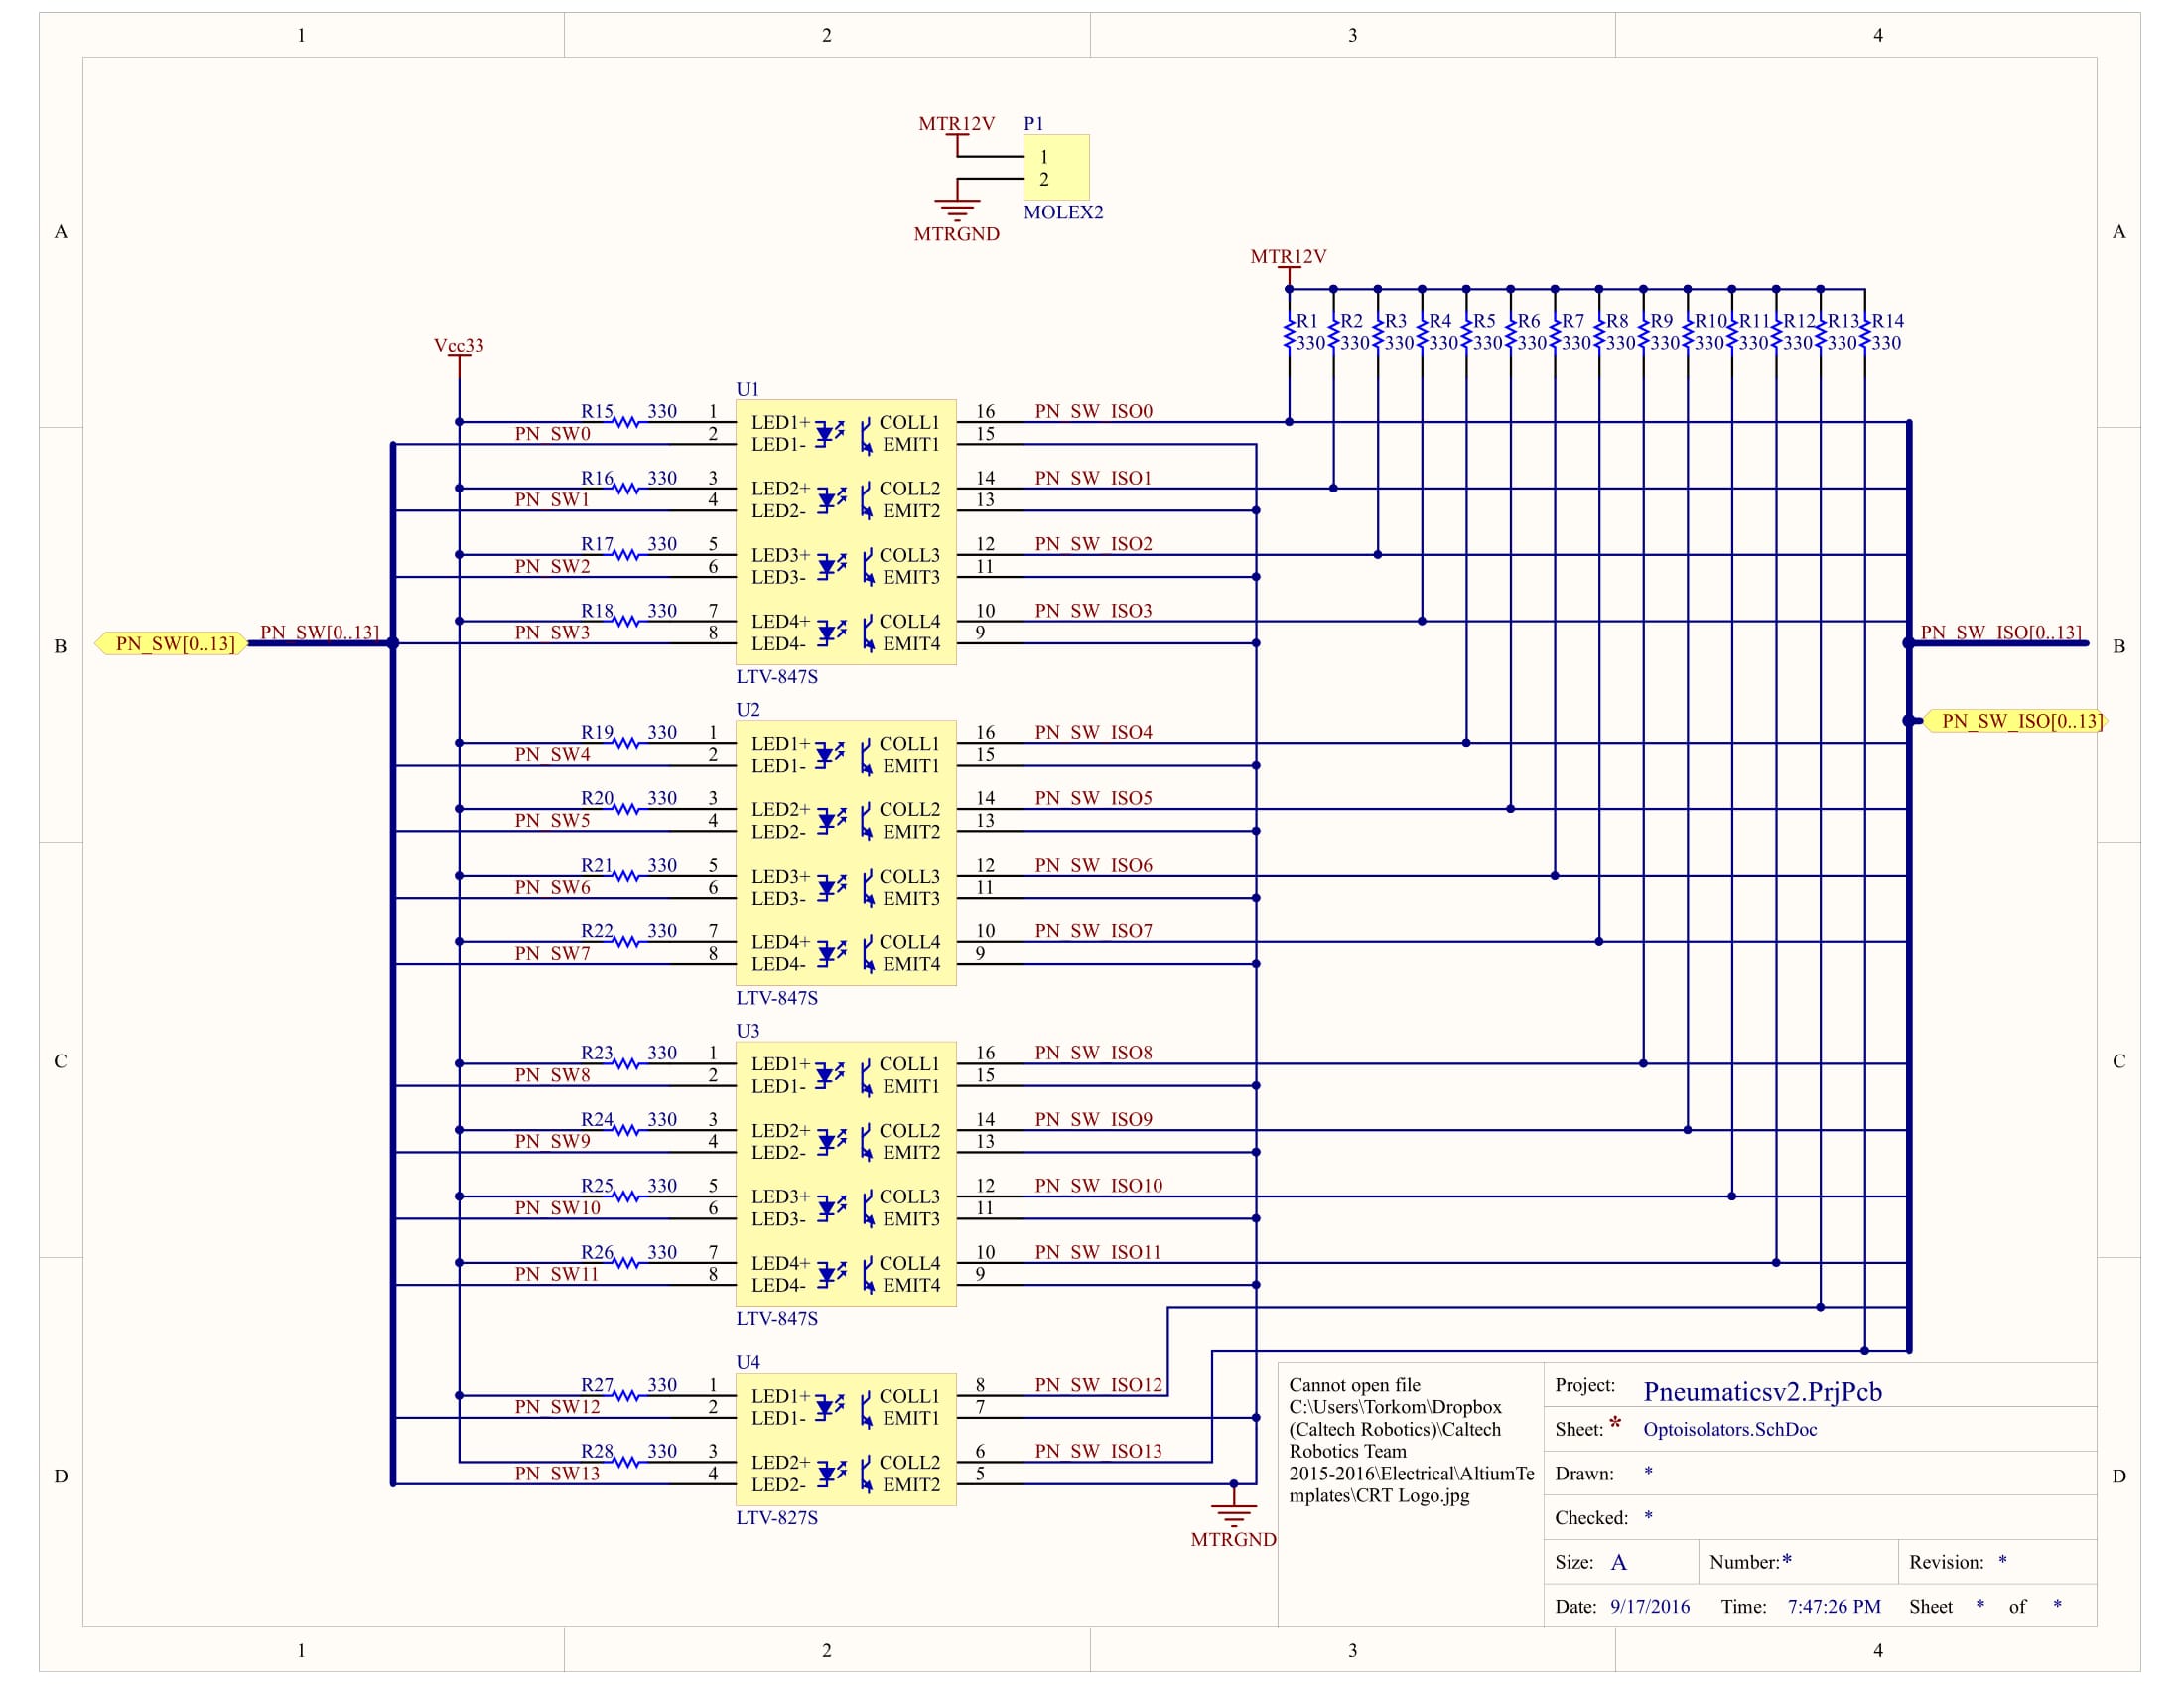 1 2 3 4
MTR12V P1
1
2
MTRGND MOLEX2
A A
MTR12V
R1 R2 R3 R4 R5 R6 R7 R8 R9 R10 R11 R12 R13 R14
330 330 330 330 330 330 330 330 330 330 330 330 330 330
Vcc33
U1
R15 330 1 LED1+ COLL1 16 PN_SW_ISO0
PN_SW0 2 LED1- EMIT1 15
R16 330 3 LED2+ COLL2 14 PN_SW_ISO1
PN_SW1 4 LED2- EMIT2 13
R17 330 5 LED3+ COLL3 12 PN_SW_ISO2
PN_SW2 6 LED3- EMIT3 11
R18 330 7 LED4+ COLL4 10 PN_SW_ISO3
PN_SW3 8 LED4- EMIT4 9
LTV-847S
B PN_SW[0..13] PN_SW[0..13] PN_SW_ISO[0..13] B
PN_SW_ISO[0..13]
U2
R19 330 1 LED1+ COLL1 16 PN_SW_ISO4
PN_SW4 2 LED1- EMIT1 15
R20 330 3 LED2+ COLL2 14 PN_SW_ISO5
PN_SW5 4 LED2- EMIT2 13
R21 330 5 LED3+ COLL3 12 PN_SW_ISO6
PN_SW6 6 LED3- EMIT3 11
R22 330 7 LED4+ COLL4 10 PN_SW_ISO7
PN_SW7 8 LED4- EMIT4 9
LTV-847S
U3
R23 330 1 LED1+ COLL1 16 PN_SW_ISO8
C C
PN_SW8 2 LED1- EMIT1 15
R24 330 3 LED2+ COLL2 14 PN_SW_ISO9
PN_SW9 4 LED2- EMIT2 13
R25 330 5 LED3+ COLL3 12 PN_SW_ISO10
PN_SW10 6 LED3- EMIT3 11
R26 330 7 LED4+ COLL4 10 PN_SW_ISO11
PN_SW11 8 LED4- EMIT4 9
LTV-847S
U4
R27 330 1 LED1+ COLL1 8 PN_SW_ISO12
PN_SW12 2 LED1- EMIT1 7
R28 330 3 LED2+ COLL2 6 PN_SW_ISO13
PN_SW13 4 LED2- EMIT2 5
LTV-827S
MTRGND
D D
Cannot open file
C:\Users\Torkom\Dropbox
(Caltech Robotics)\Caltech
Robotics Team
2015-2016\Electrical\AltiumTe
mplates\CRT Logo.jpg
Project: Pneumaticsv2.PrjPcb
Sheet: * Optoisolators.SchDoc
Drawn: *
Checked: *
Size: A Number:* Revision: *
Date: 9/17/2016 Time: 7:47:26 PM Sheet * of *
1 2 3 4